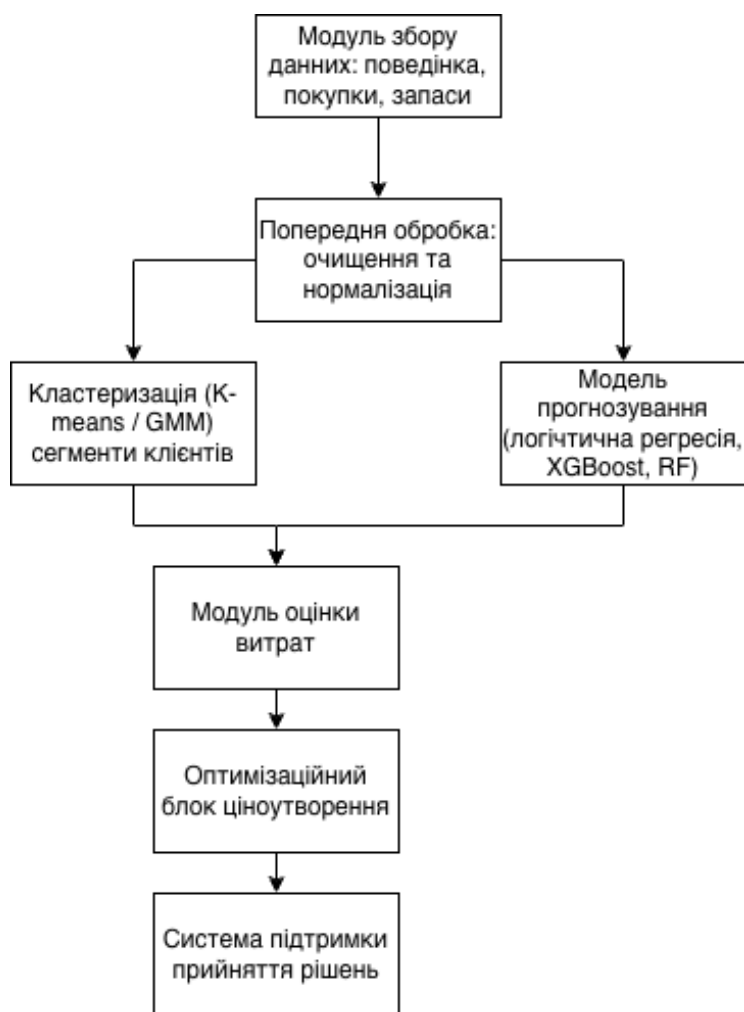 Модуль збору
данних: поведінка,
покупки, запаси
Попередня обробка:
очищення та
нормалізація
Кластеризація (K-
means / GMM)
сегменти клієнтів
Модель
прогнозування
(логічтична регресія,
XGBoost, RF)
Модуль оцінки
витрат
Оптимізаційний
блок ціноутворення
Система підтримки
прийняття рішень